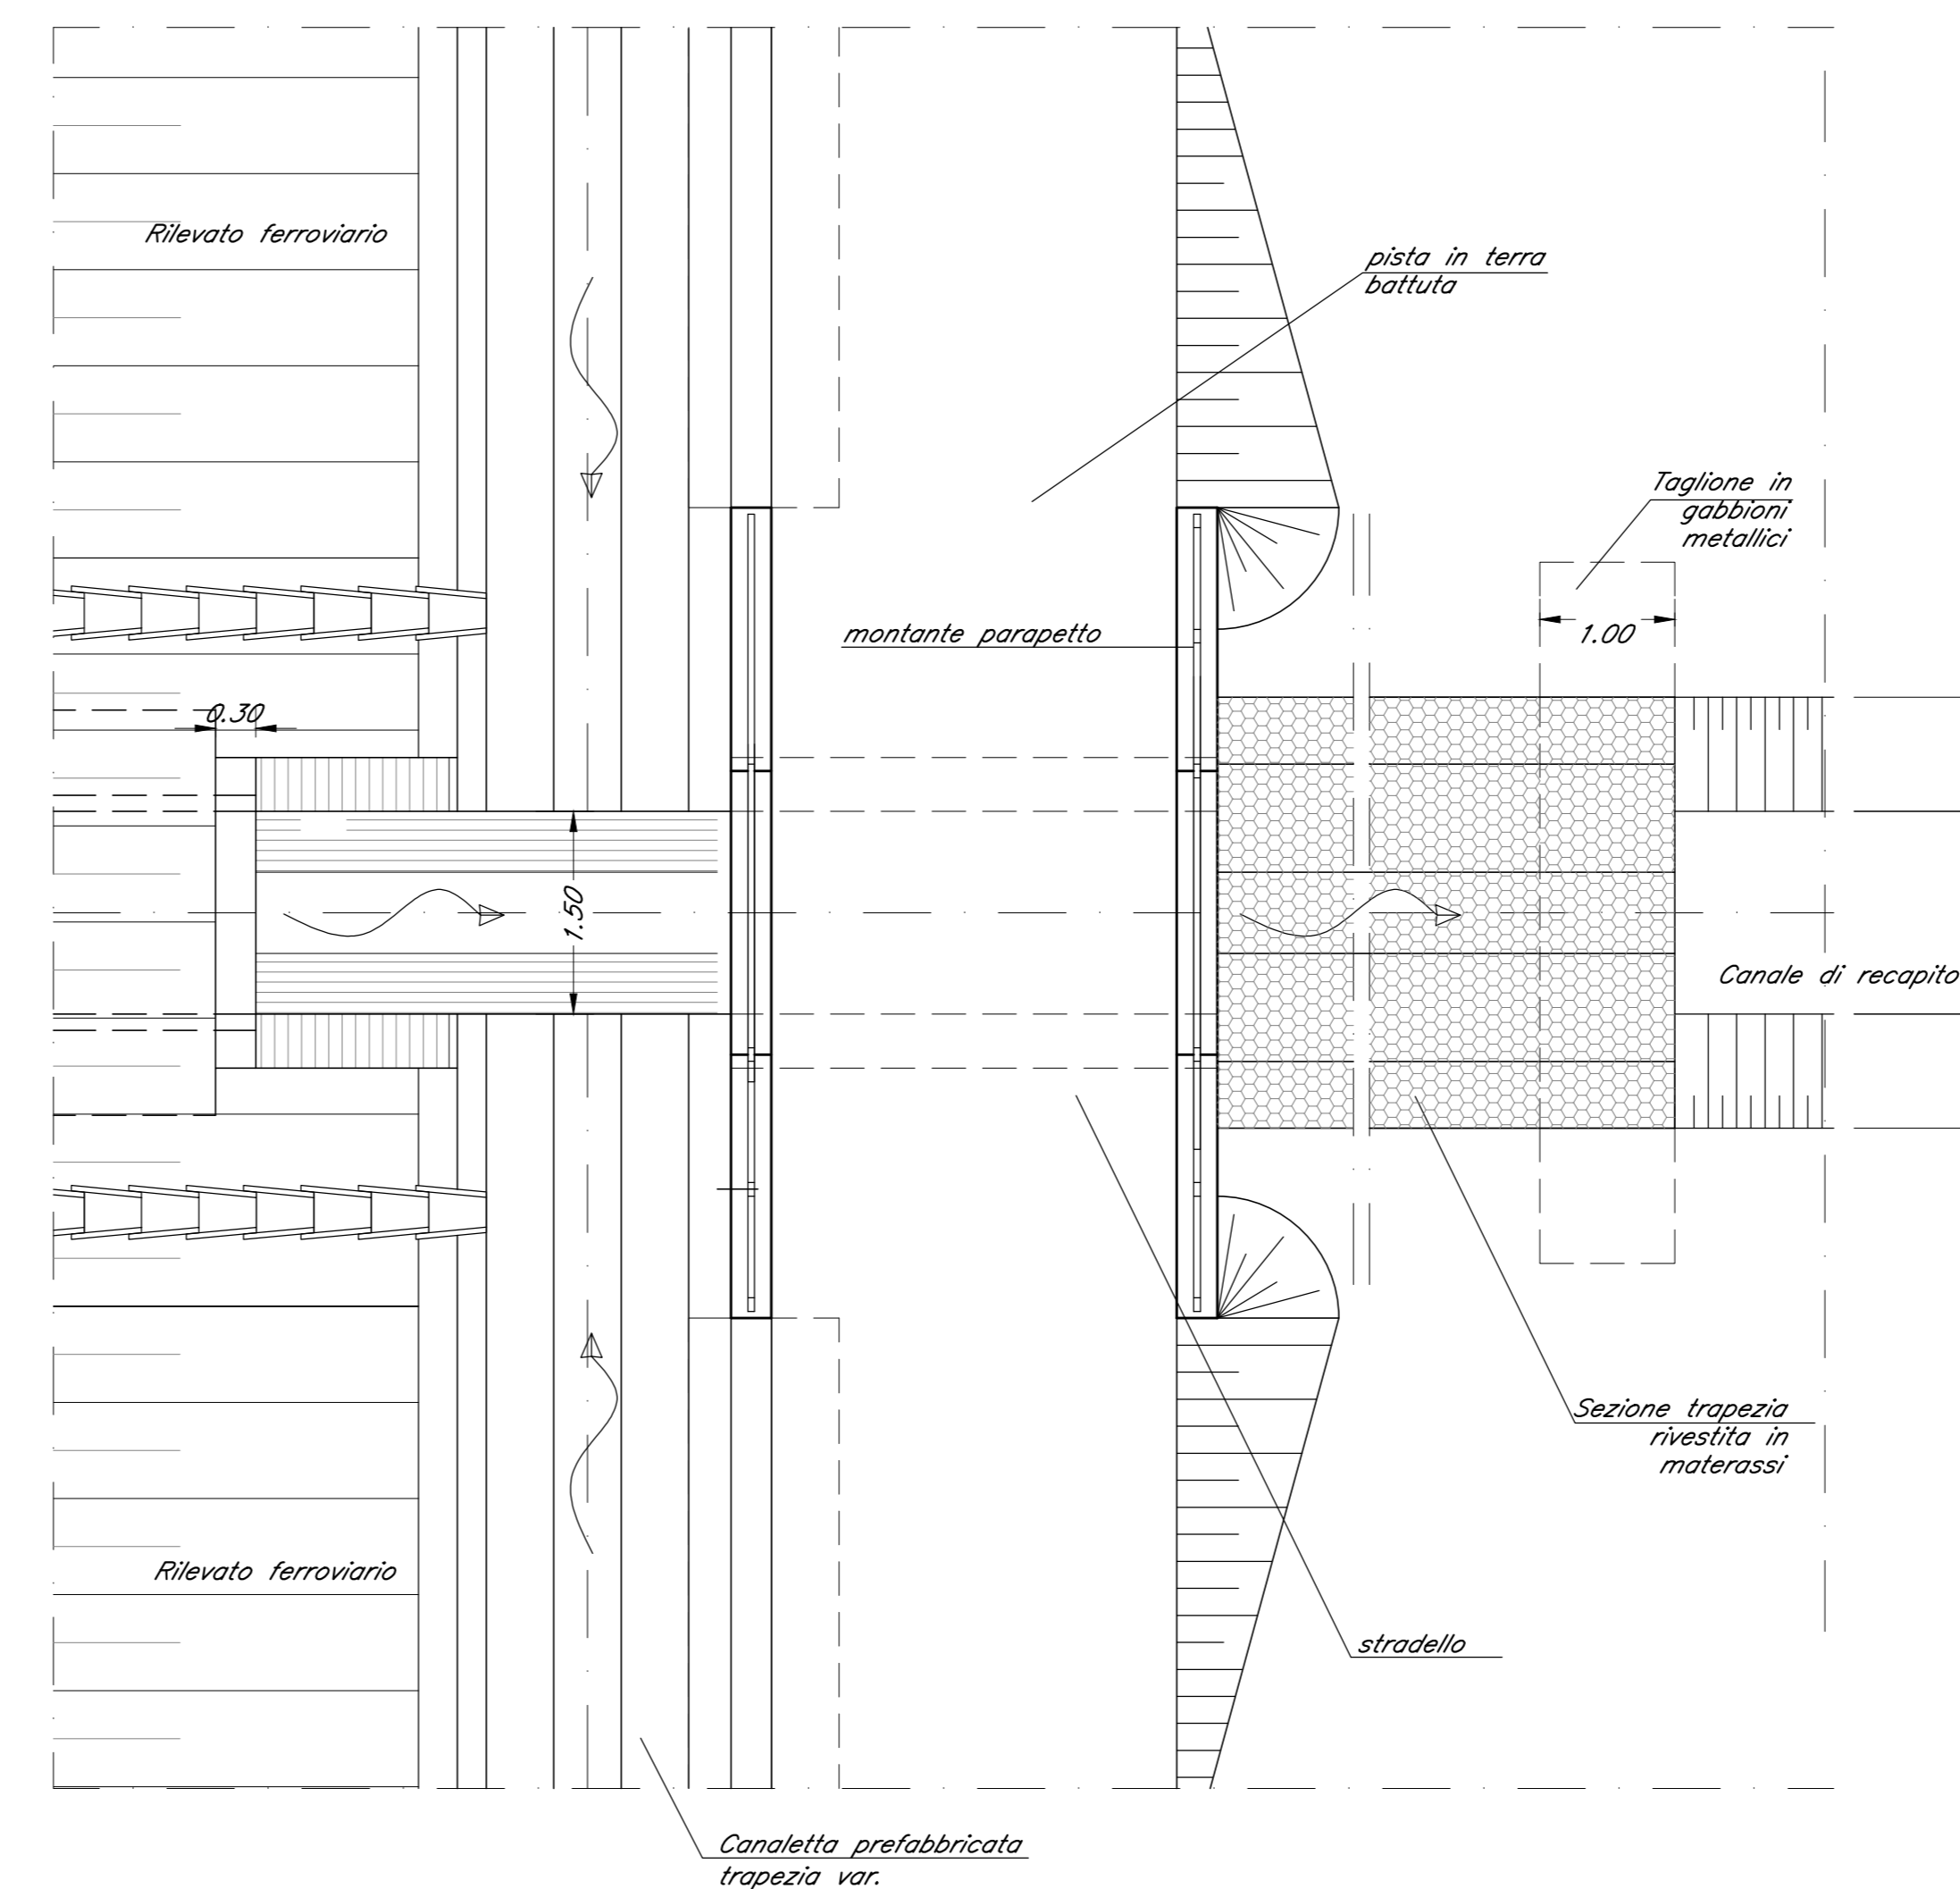 Rilevato ferroviario
pista in terra
battuta
Taglione in
gabbioni
metallici
1.00
montante parapetto
0.30
1.50
Canale di recapito
Sezione trapezia
rivestita in
materassi
Rilevato ferroviario
stradello
Canaletta prefabbricata
trapezia var.